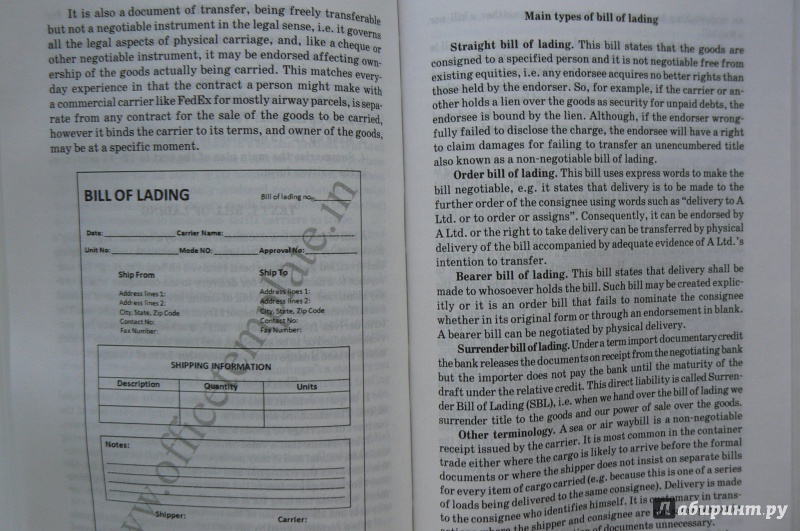 It is also a document of transfer, being freely transferable
but not a negotiable instrument in the legal sense, i.e. it governs
all the legal aspects of physical carriage, and, like a cheque or
other negotiable instrument, it may be endorsed affecting own-
ership of the goods actually being carried. This matches every-
day experience in that the contract a person might make with
a commercial carrier like FedEx for mostly airway parcels, is sepa-
rate from any contract for the sale of the goods to be carried,
however it binds the carrier to its terms, and owner of the goods,
may be at a specific moment.
BILL OF LADING
Bill of lading no.
Date: Carrier Name:
Unit No: Mode NO: Approval No:
Ship From Ship To
Address lines 1: Address lines 1:
Address lines 2: Address lines 2:
City, State, Zip Code City, State, Zip Code
Contact No: Contact No:
Fax Number: Fax Number:
SHIPPING INFORMATION
Description Quantity Units
Notes:
Shipper: Carrier:
www.officetemplate.in
Main types of bill of lading
Straight bill of lading. This bill states that the goods are
consigned to a specified person and it is not negotiable free from
existing equities, i.e. any endorsee acquires no better rights than
those held by the endorser. So, for example, if the carrier or an-
other holds a lien over the goods as security for unpaid debts, the
endorsee is bound by the lien. Although, if the endorser wrong-
fully failed to disclose the charge, the endorsee will have a right
to claim damages for failing to transfer an unencumbered title
also known as a non-negotiable bill of lading.
Order bill of lading. This bill uses express words to make the
bill negotiable, e.g. it states that delivery is to be made to the
further order of the consignee using words such as “delivery to A
Ltd. or to order or assigns”. Consequently, it can be endorsed by
A Ltd. or the right to take delivery can be transferred by physical
delivery of the bill accompanied by adequate evidence of A Ltd.'s
intention to transfer.
Bearer bill of lading. This bill states that delivery shall be
made to whosoever holds the bill. Such bill may be created explic-
itly or it is an order bill that fails to nominate the consignee
whether in its original form or through an endorsement in blank.
A bearer bill can be negotiated by physical delivery.
Surrender bill of lading. Under a term import documentary credit
the bank releases the documents on receipt from the negotiating bank
but the importer does not pay the bank until the maturity of the
draft under the relative credit. This direct liability is called Surren-
der Bill of Lading (SBL), i.e. when we hand over the bill of lading we
surrender title to the goods and our power of sale over the goods.
Other terminology. A sea or air waybill is a non-negotiable
receipt issued by the carrier. It is most common in the container
trade either where the cargo is likely to arrive before the formal
documents or where the shipper does not insist on separate bills
for every item of cargo carried (e.g. because this is one of a series
of loads being delivered to the same consignee). Delivery is made
to the consignee who identifies himself. It is customary in trans-
where the shipper and consignee are
of documents unnecessary.
Лабиринт.ру